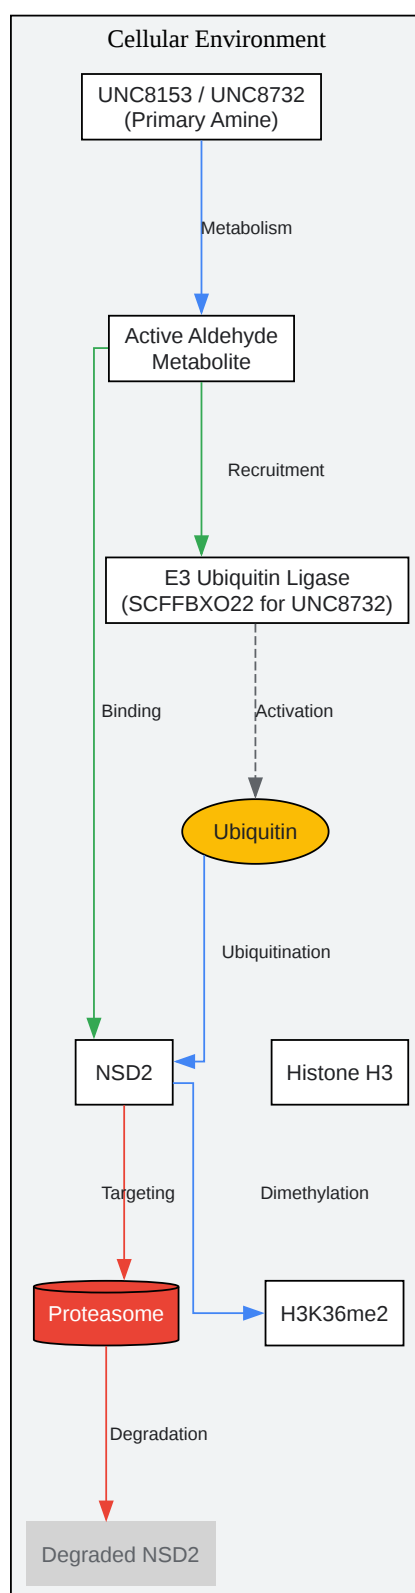 Cellular Environment
UNC8153 / UNC8732
(Primary Amine)
Metabolism
Active Aldehyde
Metabolite
Recruitment
E3 Ubiquitin Ligase
(SCFFBXO22 for UNC8732)
Binding
Activation
Ubiquitin
Ubiquitination
NSD2
Histone H3
Targeting
Dimethylation
Proteasome
H3K36me2
Degradation
Degraded NSD2